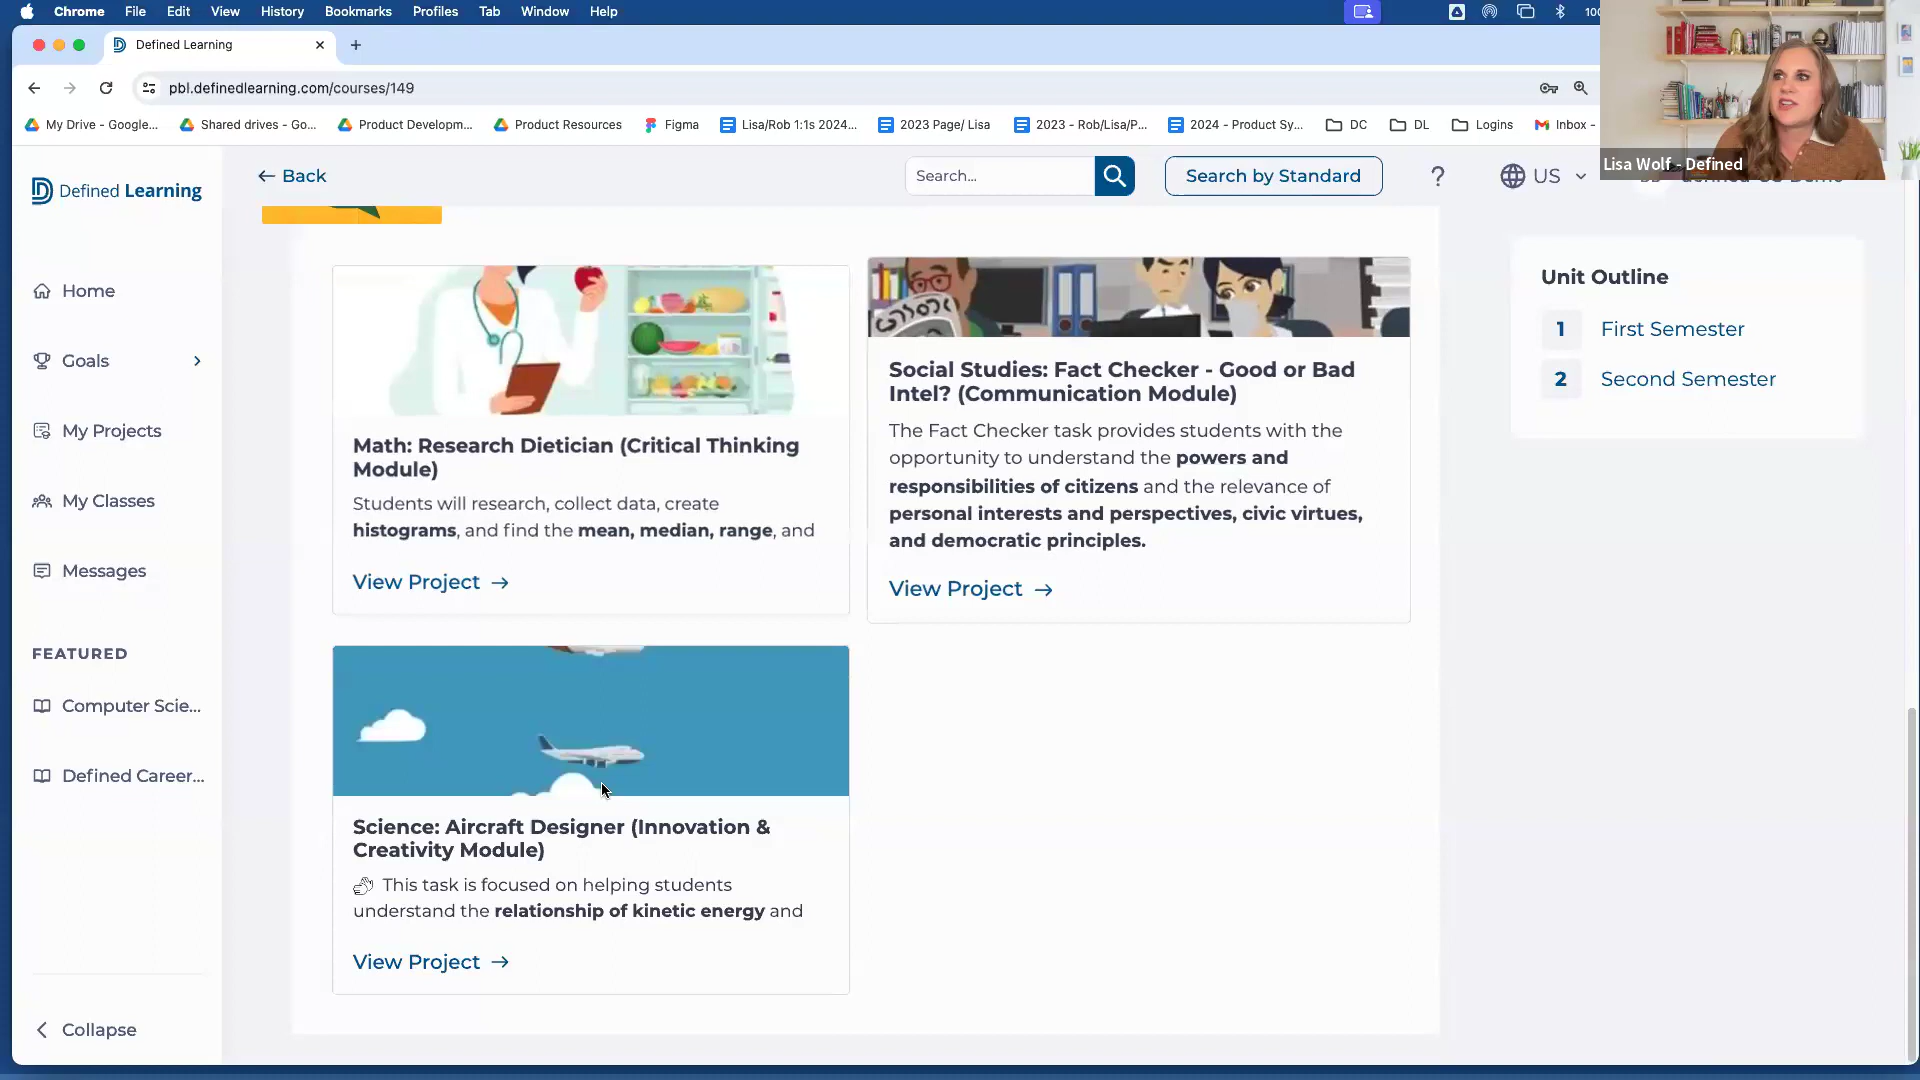 Chrome File Edit View History Bookmarks Profiles Tab Window Help
Defined Learning
pbl.definedlearning.com/courses/149
My Drive - Google... Shared drives - Go... Product Developm... Product Resources Figma Lisa/Rob 1:1s 2024... 2023 Page/ Lisa 2023 - Rob/Lisa/P... 2024 - Product Sy... DC DL Logins Inbox -
Lisa Wolf - Defined
Defined Learning
Back
Search...
Search by Standard
?
US
Home
Goals
My Projects
My Classes
Messages
FEATURED
Computer Scie...
Defined Career...
Collapse
Math: Research Dietician (Critical Thinking
Module)
Students will research, collect data, create
histograms, and find the mean, median, range, and
View Project
Social Studies: Fact Checker - Good or Bad
Intel? (Communication Module)
The Fact Checker task provides students with the
opportunity to understand the powers and
responsibilities of citizens and the relevance of
personal interests and perspectives, civic virtues,
and democratic principles.
View Project
Science: Aircraft Designer (Innovation &
Creativity Module)
This task is focused on helping students
understand the relationship of kinetic energy and
View Project
Unit Outline
1 First Semester
2 Second Semester